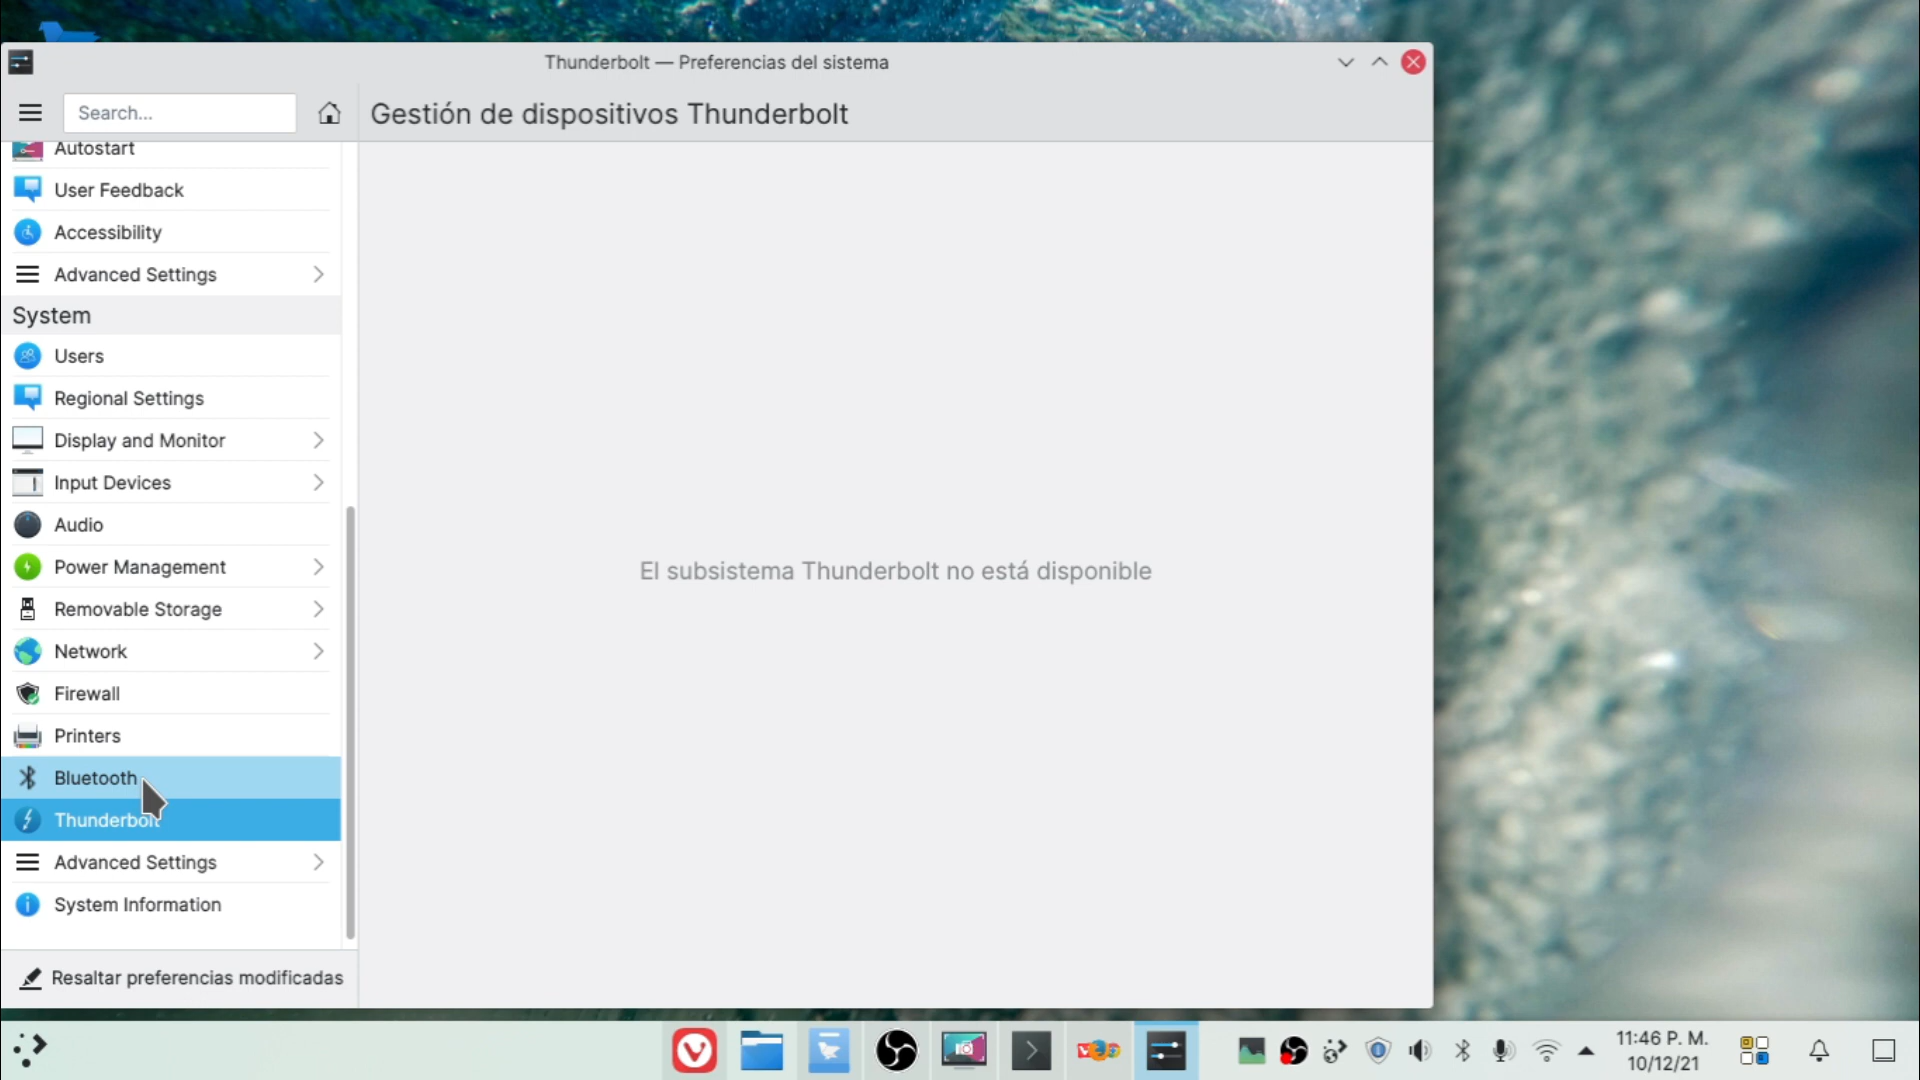 Thunderbolt — Preferencias del sistema
Search...
Gestión de dispositivos Thunderbolt
Autostart
User Feedback
Accessibility
Advanced Settings
System
Users
Regional Settings
Display and Monitor
Input Devices
Audio
Power Management
Removable Storage
Network
Firewall
Printers
Bluetooth
Thunderbolt
Advanced Settings
System Information
El subsistema Thunderbolt no está disponible
Resaltar preferencias modificadas
11:46 P. M.
10/12/21